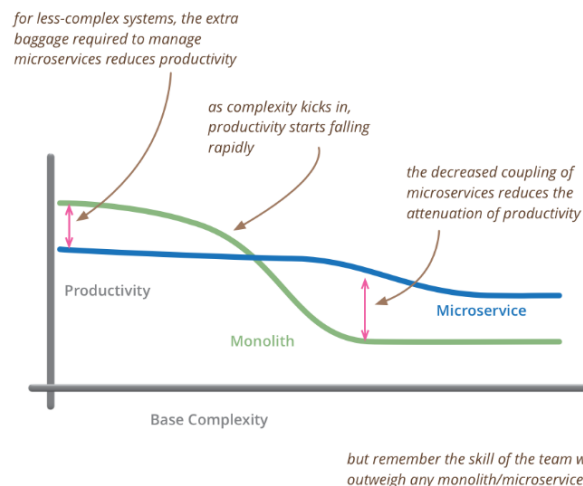 for less-complex systems, the extra
baggage required to manage
microservices reduces productivity
as complexity kicks in,
productivity starts falling
rapidly
the decreased coupling of
microservices reduces the
attenuation of productivity
Productivity
Microservice
Monolith
Base Complexity
but remember the skill of the team w
outweigh any monolith/microservice